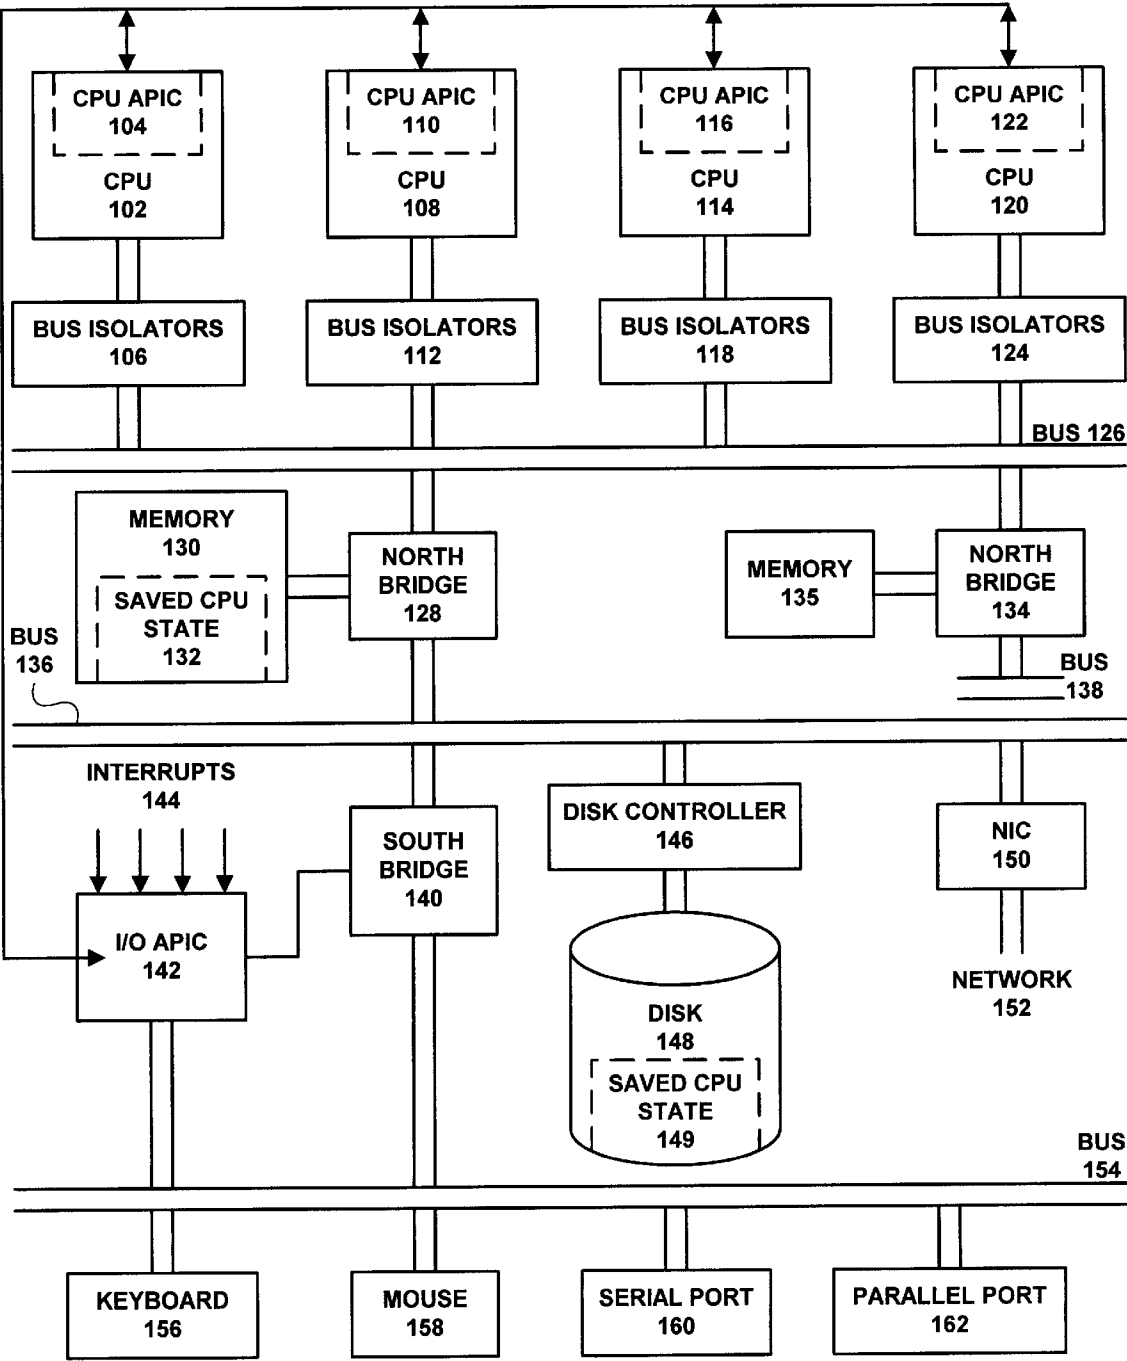 CPU APIC
104
CPU
102
CPU APIC
110
CPU
108
CPU APIC
116
CPU
114
CPU APIC
122
CPU
120
BUS ISOLATORS
106
BUS ISOLATORS
112
BUS ISOLATORS
118
BUS ISOLATORS
124
BUS 126
MEMORY
130
SAVED CPU
STATE
132
NORTH
BRIDGE
128
MEMORY
135
NORTH
BRIDGE
134
BUS
136
BUS
138
INTERRUPTS
144
SOUTH
BRIDGE
140
DISK CONTROLLER
146
NIC
150
I/O APIC
142
NETWORK
152
DISK
148
SAVED CPU
STATE
149
BUS
154
KEYBOARD
156
MOUSE
158
SERIAL PORT
160
PARALLEL PORT
162